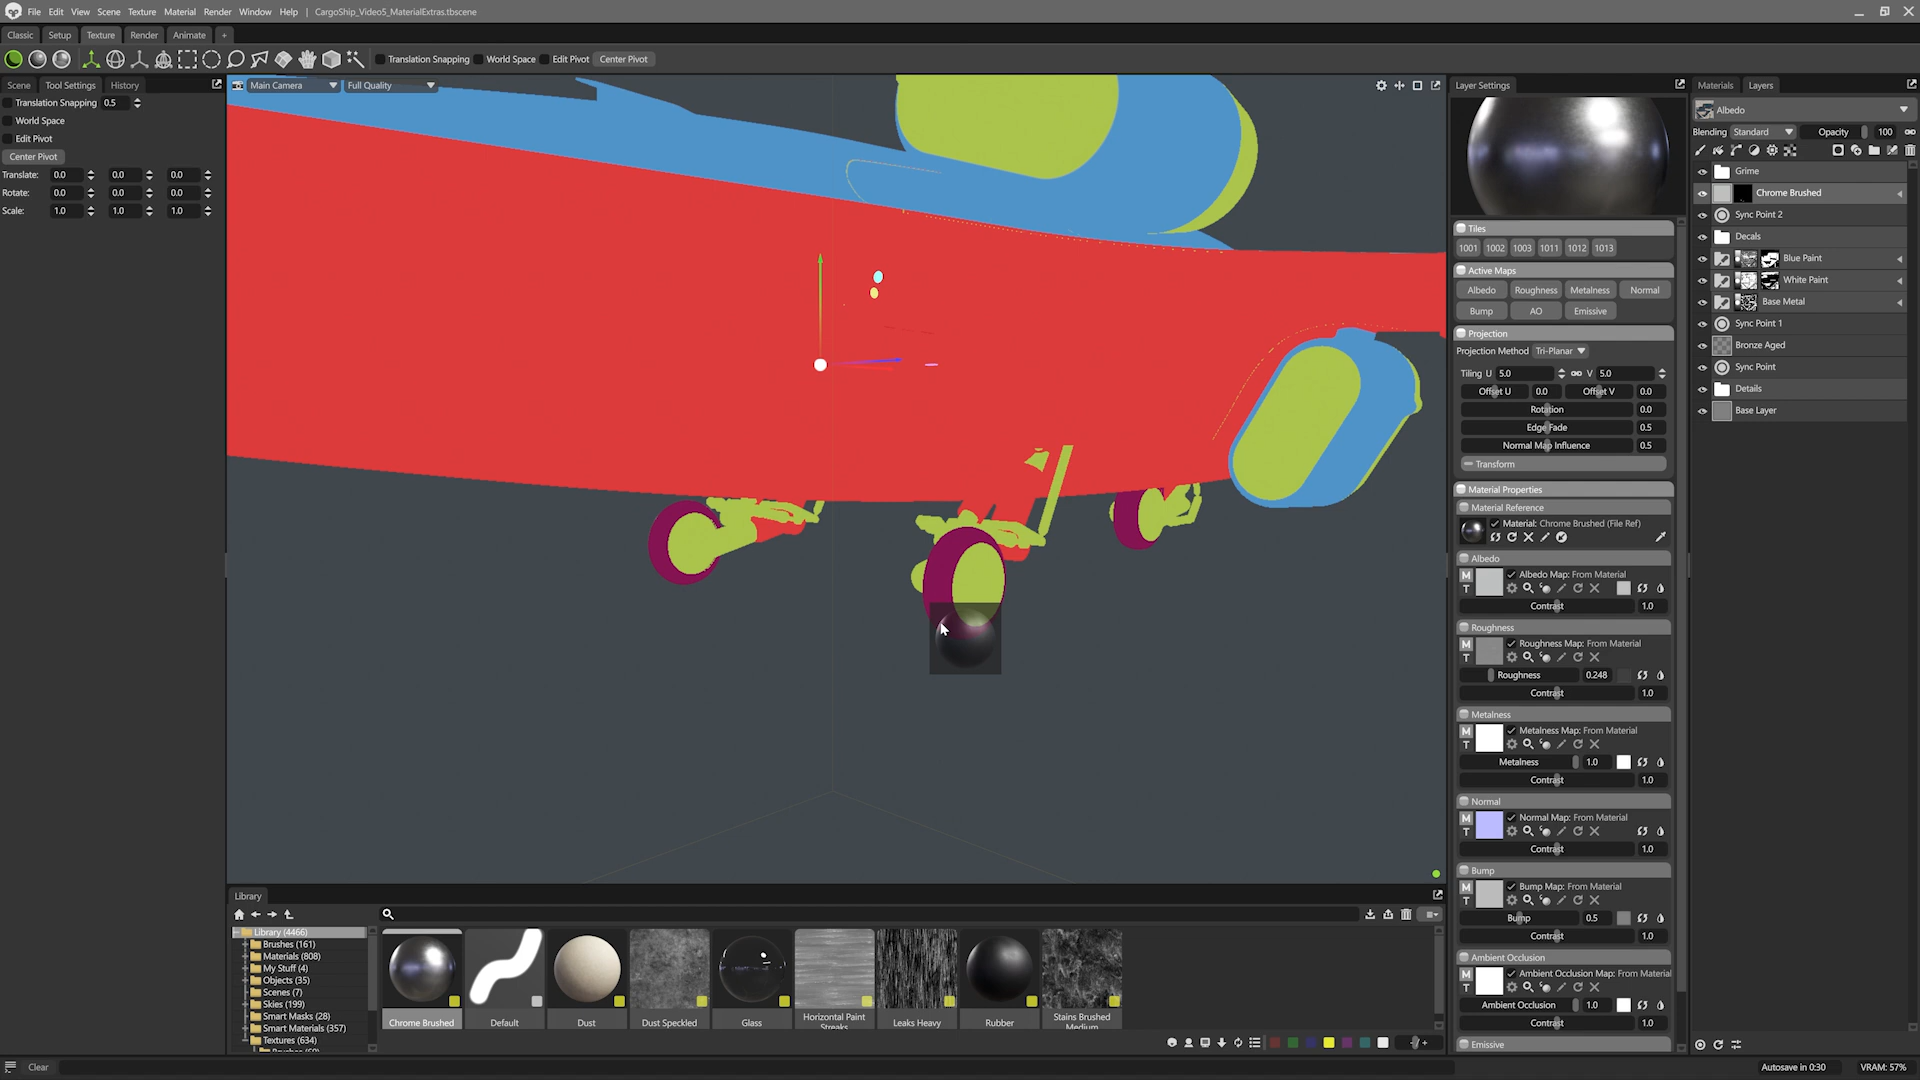 File Edit View Scene Texture Material Render Window Help | CargoShip_Video5_MaterialExtras.tbscene
Classic Setup Texture Render Animate +
Translation Snapping World Space Edit Pivot Center Pivot
Scene Tool Settings History
Translation Snapping 0.5
World Space
Edit Pivot
Center Pivot
Translate: 0.0 0.0 0.0
Rotate: 0.0 0.0 0.0
Scale: 1.0 1.0 1.0
Main Camera Full Quality
Library
Library (4466)
Brushes (161)
Materials (808)
My Stuff (4)
Objects (35)
Scenes (7)
Skies (199)
Smart Masks (28)
Smart Materials (357)
Textures (634)
Chrome Brushed
Default
Dust
Dust Speckled
Glass
Horizontal Paint Streaks
Leaks Heavy
Rubber
Stains Brushed Medium
Layer Settings
Tiles
1001 1002 1003 1011 1012 1013
Active Maps
Albedo Roughness Metalness Normal
Bump AO Emissive
Projection
Projection Method Tri-Planar
Tiling U 5.0 V 5.0
Offset U 0.0 Offset V 0.0
Rotation 0.0
Edge Fade 0.5
Normal Map Influence 0.5
Transform
Material Properties
Material Reference
Material: Chrome Brushed (File Ref)
Albedo
M Albedo Map: From Material
T
Contrast 1.0
Roughness
M Roughness Map: From Material
T
Roughness 0.248
Contrast 1.0
Metalness
M Metalness Map: From Material
T
Metalness 1.0
Contrast 1.0
Normal
M Normal Map: From Material
T
Contrast 1.0
Bump
M Bump Map: From Material
T
Bump 0.5
Contrast 1.0
Ambient Occlusion
M Ambient Occlusion Map: From Material
T
Ambient Occlusion 1.0
Contrast 1.0
Emissive
Materials Layers
Albedo
Blending Standard Opacity 100
Grime
Chrome Brushed
Sync Point 2
Decals
Blue Paint
White Paint
Base Metal
Sync Point 1
Bronze Aged
Sync Point
Details
Base Layer
Clear
Autosave in 0:30 VRAM: 57%